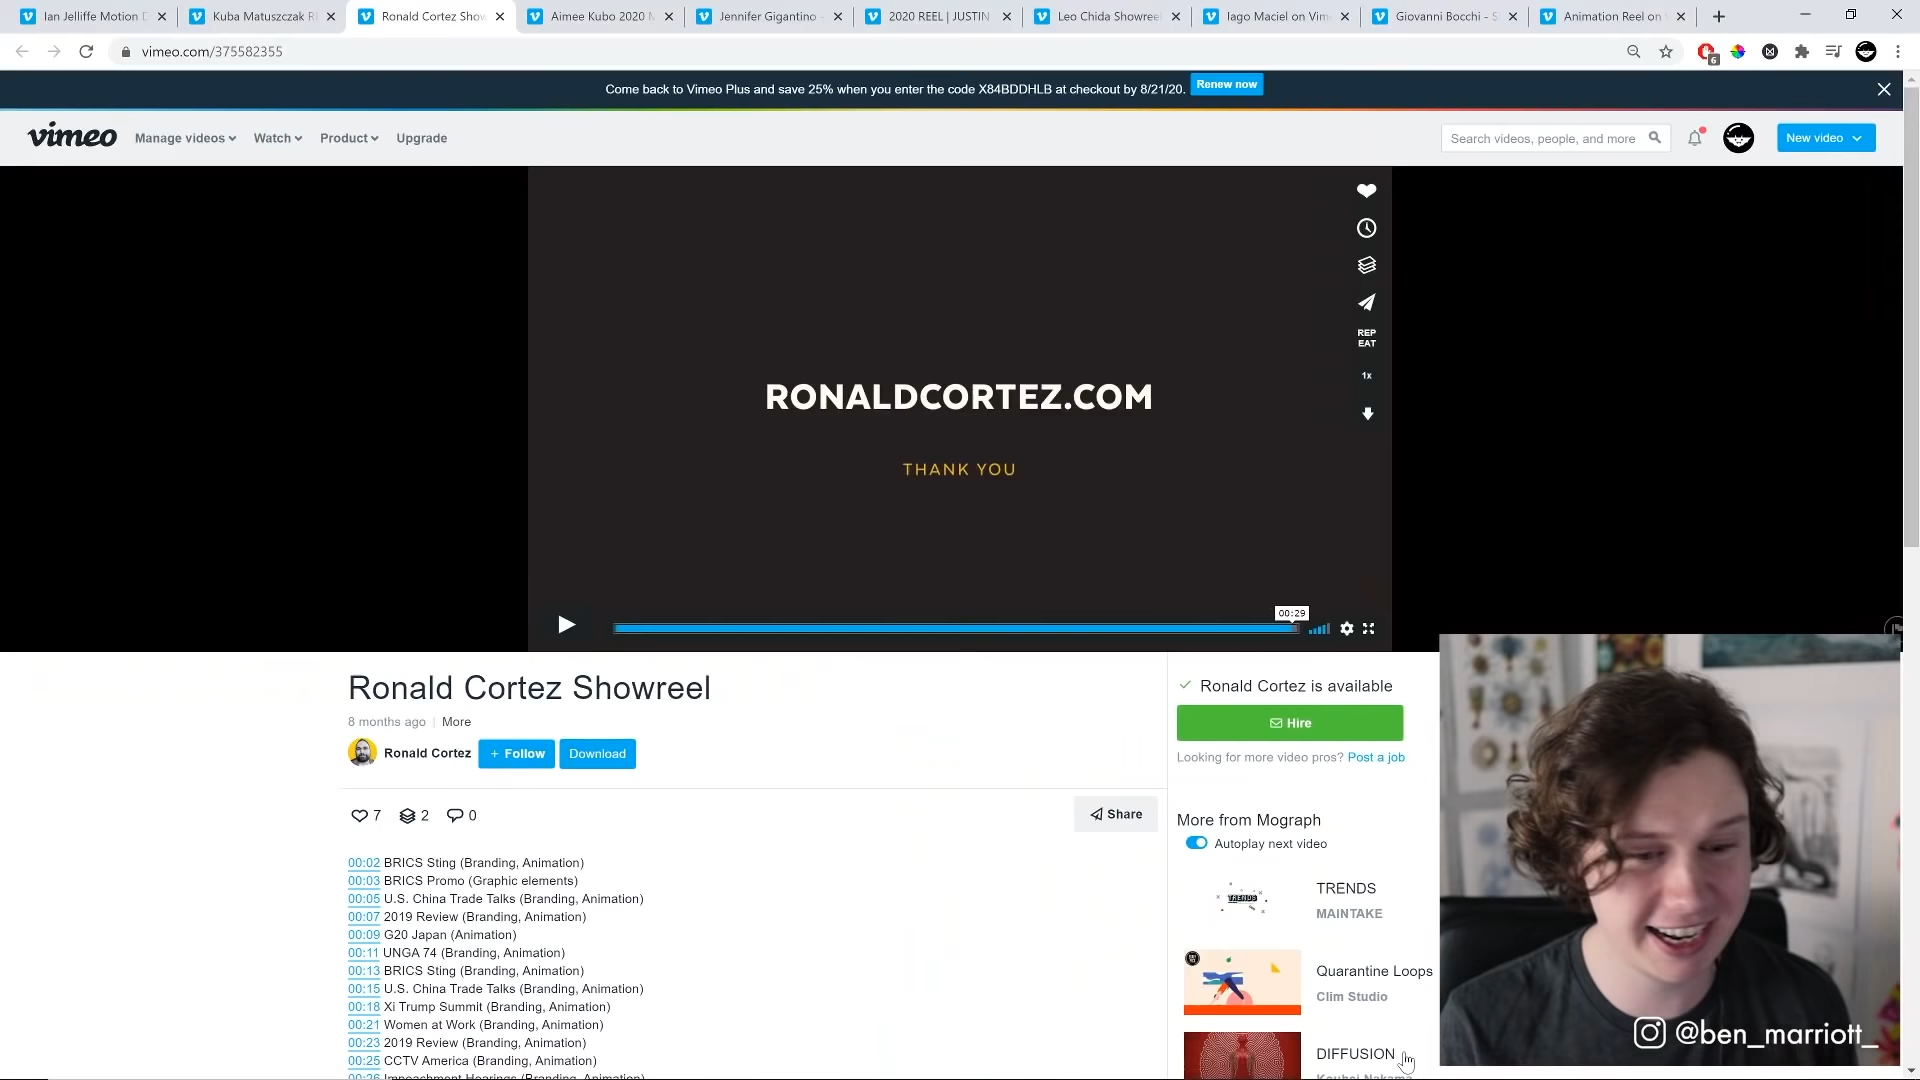 Ian Jelliffe Motion D
Kuba Matuszczak R
Ronald Cortez Show
Aimee Kubo 2020 M
Jennifer Gigantino -
2020 REEL | JUSTIN
Leo Chida Showree
Iago Maciel on Vim
Giovanni Bocchi - S
Animation Reel on
vimeo.com/375582355
6
Come back to Vimeo Plus and save 25% when you enter the code X84BDDHLB at checkout by 8/21/20. Renew now
vimeo Manage videos Watch Product Upgrade
Search videos, people, and more
New video
REP
EAT
1x
RONALDCORTEZ.COM
THANK YOU
00:29
Ronald Cortez Showreel
8 months ago | More
Ronald Cortez + Follow Download
7 2 0
Share
00:02 BRICS Sting (Branding, Animation)
00:03 BRICS Promo (Graphic elements)
00:05 U.S. China Trade Talks (Branding, Animation)
00:07 2019 Review (Branding, Animation)
00:09 G20 Japan (Animation)
00:11 UNGA 74 (Branding, Animation)
00:13 BRICS Sting (Branding, Animation)
00:15 U.S. China Trade Talks (Branding, Animation)
00:18 Xi Trump Summit (Branding, Animation)
00:21 Women at Work (Branding, Animation)
00:23 2019 Review (Branding, Animation)
00:25 CCTV America (Branding, Animation)
00:26 Impeachment Hearings (Branding, Animation)
Ronald Cortez is available
Hire
Looking for more video pros? Post a job
More from Mograph
Autoplay next video
TRENDS
TRENDS
MAINTAKE
Quarantine Loops
Clim Studio
DIFFUSION
Kouhei Nakama
@ben_marriott_